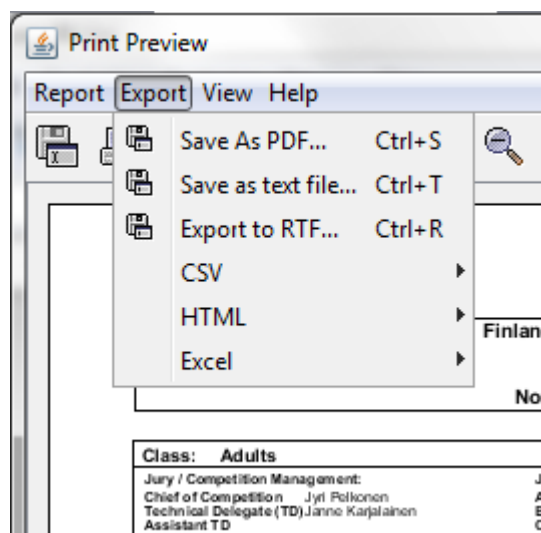 Print Preview
Report Export View Help
Save As PDF... Ctrl+S
Save as text file... Ctrl+T
Export to RTF... Ctrl+R
CSV
HTML
Excel
Class: Adults
Jury / Competition Management:
Chief of Competition Jyri Pelkonen
Technical Delegate (TD) Janne Karjalainen
Assistant TD